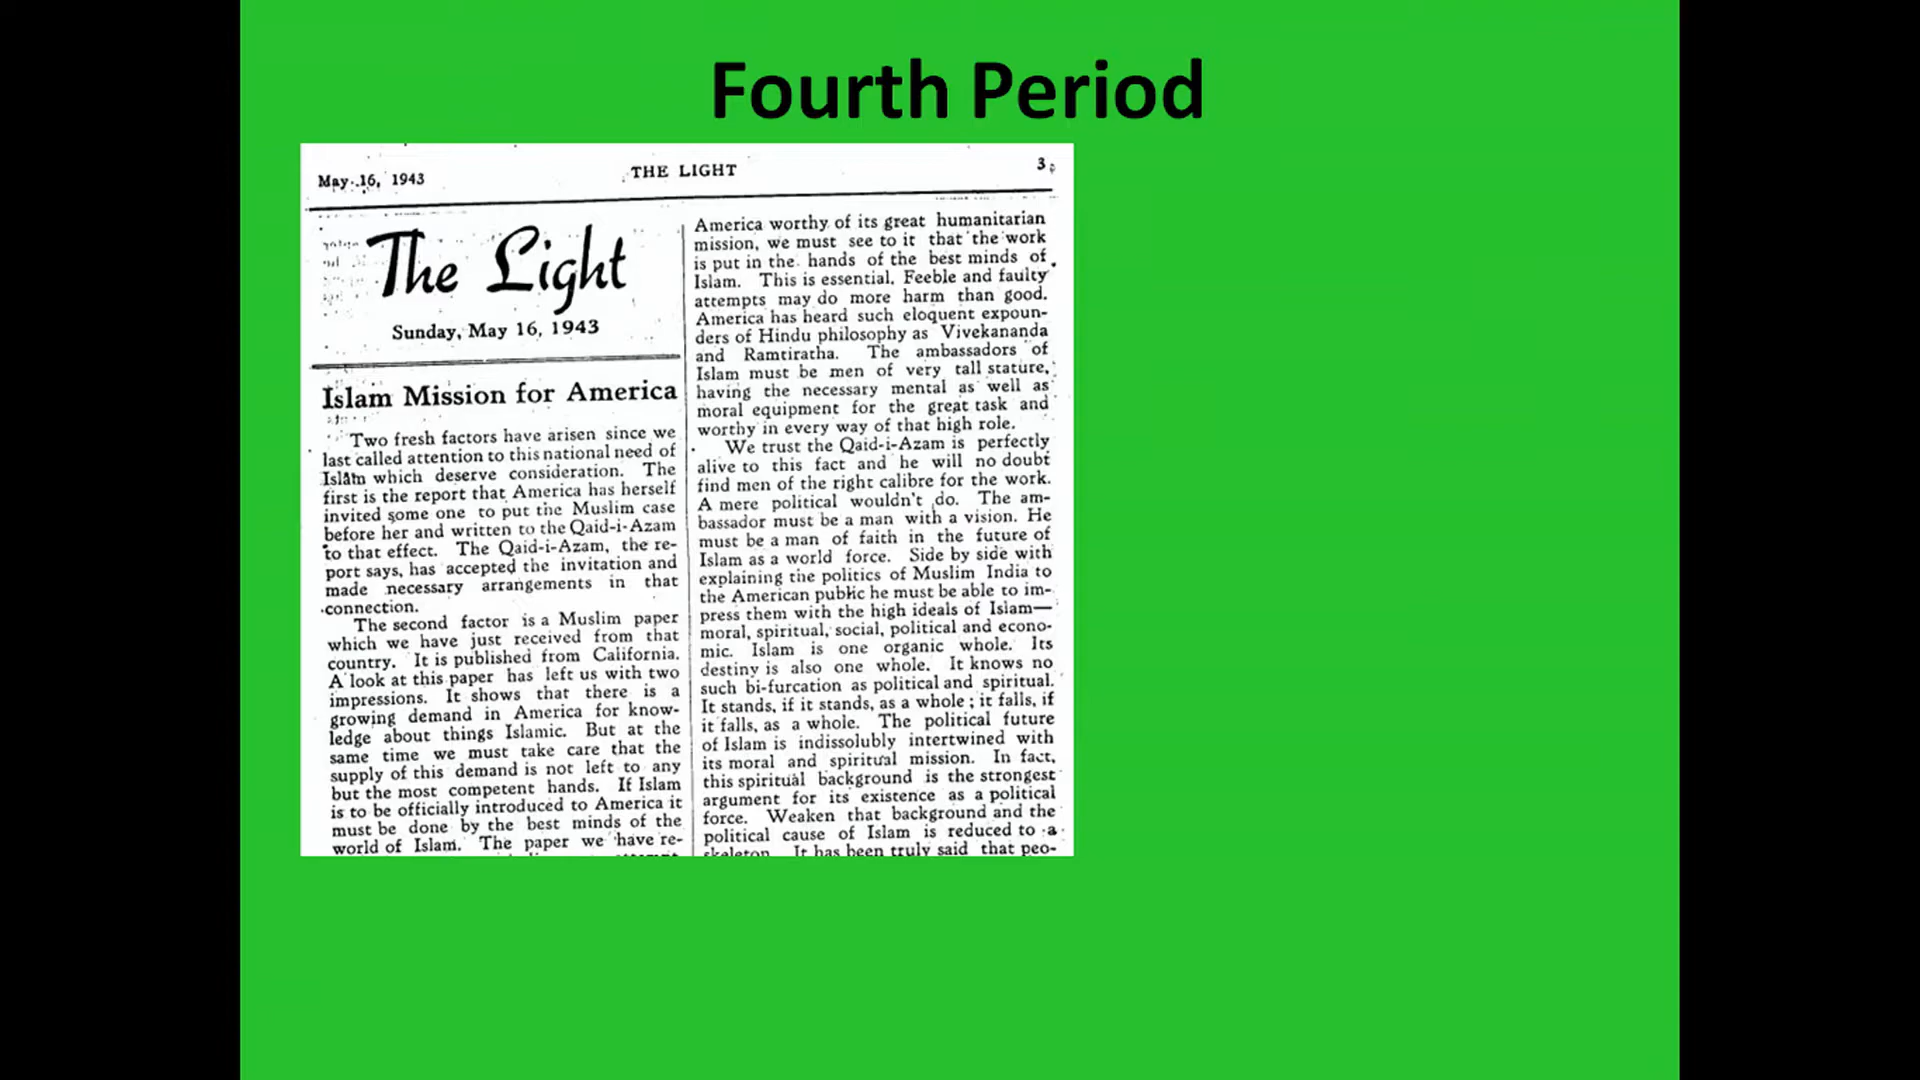 Fourth Period
May 16, 1943
THE LIGHT
3
The Light
Sunday, May 16, 1943
Islam Mission for America
Two fresh factors have arisen since we
last called attention to this national need of
Islam which deserve consideration. The
first is the report that America has herself
invited some one to put the Muslim case
before her and written to the Qaid-i-Azam
to that effect. The Qaid-i-Azam, the re-
port says, has accepted the invitation and
made necessary arrangements in that
connection.
The second factor is a Muslim paper
which we have just received from that
country. It is published from California.
A look at this paper has left us with two
impressions. It shows that there is a
growing demand in America for know-
ledge about things Islamic. But at the
same time we must take care that the
supply of this demand is not left to any
but the most competent hands. If Islam
is to be officially introduced to America it
must be done by the best minds of the
world of Islam. The paper we have re-
America worthy of its great humanitarian
mission, we must see to it that the work
is put in the hands of the best minds of
Islam. This is essential. Feeble and faulty
attempts may do more harm than good.
America has heard such eloquent expoun-
ders of Hindu philosophy as Vivekananda
and Ramtiratha. The ambassadors of
Islam must be men of very tall stature,
having the necessary mental as well as
moral equipment for the great task and
worthy in every way of that high role.
We trust the Qaid-i-Azam is perfectly
alive to this fact and he will no doubt
find men of the right calibre for the work.
A mere political wouldn't do. The am-
bassador must be a man with a vision. He
must be a man of faith in the future of
Islam as a world force. Side by side with
explaining the politics of Muslim India to
the American public he must be able to im-
press them with the high ideals of Islam—
moral, spiritual, social, political and econo-
mic. Islam is one organic whole. Its
destiny is also one whole. It knows no
such bi-furcation as political and spiritual.
It stands, if it stands, as a whole ; it falls, if
it falls, as a whole. The political future
of Islam is indissolubly intertwined with
its moral and spiritual mission. In fact,
this spiritual background is the strongest
argument for its existence as a political
force. Weaken that background and the
political cause of Islam is reduced to a
skeleton. It has been truly said that peo-